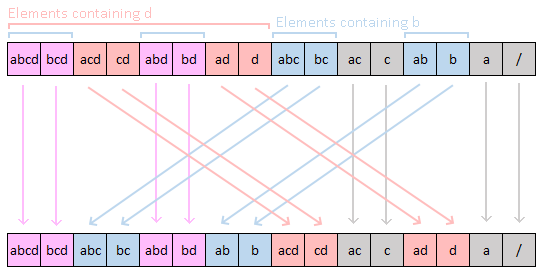 Elements containing d
Elements containing b
abcd bcd acd cd abd bd ad d abc bc ac c ab b a /
abcd bcd abc bc abd bd ab b acd cd ac c ad d a /